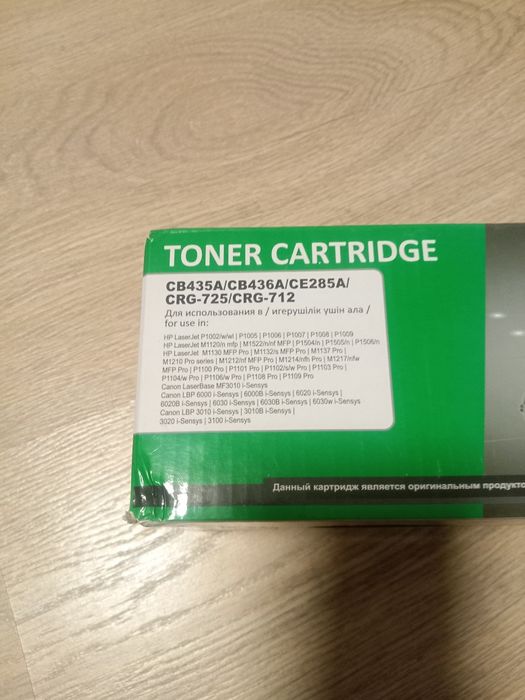 TONER CARTRIDGE
CB435A/CB436A/CE285A/
CRG-725/CRG-712
Для использования в / игерушілік үшін ала /
for use in:
HP LaserJet P1002/w/wl | P1005 | P1006 | P1007 | P1008 | P1009
HP LaserJet M1120/n mfp | M1522/n/nf MFP | P1504/n | P1505/n | P1506/n
HP LaserJet M1130 MFP Pro | M1132/s MFP Pro | M1137 Pro |
M1210 Pro series | M1212/nf MFP Pro | M1214/nfh Pro | M1217/nfw
MFP Pro | P1100 Pro | P1101 Pro | P1102/s/w Pro | P1103 Pro |
P1104/w Pro | P1106/w Pro | P1108 Pro | P1109 Pro
Canon LaserBase MF3010 i-Sensys
Canon LBP 6000 i-Sensys | 6000B i-Sensys | 6020 i-Sensys |
6020B i-Sensys | 6030 i-Sensys | 6030B i-Sensys | 6030w i-Sensys
Canon LBP 3010 i-Sensys | 3010B i-Sensys |
3020 i-Sensys | 3100 i-Sensys
Данный картридж является оригинальным продукто